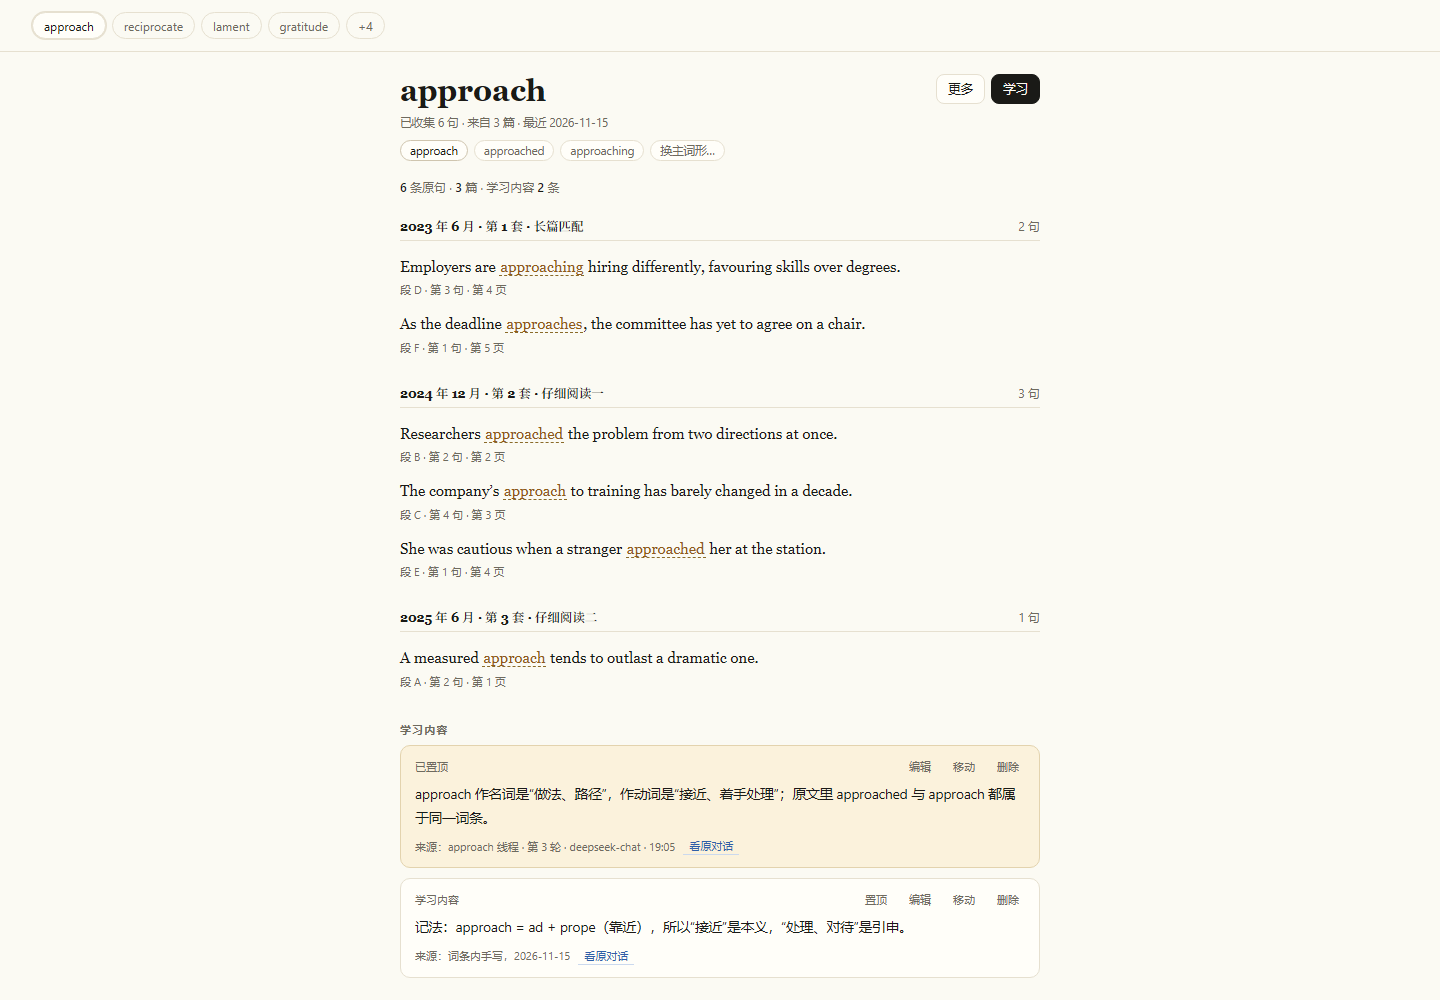 approach reciprocate lament gratitude +4
approach 更多 学习
已收集 6 句 · 来自 3 篇 · 最近 2026-11-15
approach approached approaching 换主词形...
6 条原句 · 3 篇 · 学习内容 2 条
2023 年 6 月 · 第 1 套 · 长篇匹配 2 句
Employers are approaching hiring differently, favouring skills over degrees.
段 D · 第 3 句 · 第 4 页
As the deadline approaches, the committee has yet to agree on a chair.
段 F · 第 1 句 · 第 5 页
2024 年 12 月 · 第 2 套 · 仔细阅读一 3 句
Researchers approached the problem from two directions at once.
段 B · 第 2 句 · 第 2 页
The company's approach to training has barely changed in a decade.
段 C · 第 4 句 · 第 3 页
She was cautious when a stranger approached her at the station.
段 E · 第 1 句 · 第 4 页
2025 年 6 月 · 第 3 套 · 仔细阅读二 1 句
A measured approach tends to outlast a dramatic one.
段 A · 第 2 句 · 第 1 页
学习内容
已置顶 编辑 移动 删除
approach 作名词是“做法、路径”，作动词是“接近、着手处理”；原文里 approached 与 approach 都属
于同一词条。
来源：approach 线程 · 第 3 轮 · deepseek-chat · 19:05 看原对话
学习内容 置顶 编辑 移动 删除
记法：approach = ad + prope（靠近），所以“接近”是本义，“处理、对待”是引申。
来源：词条内手写，2026-11-15 看原对话